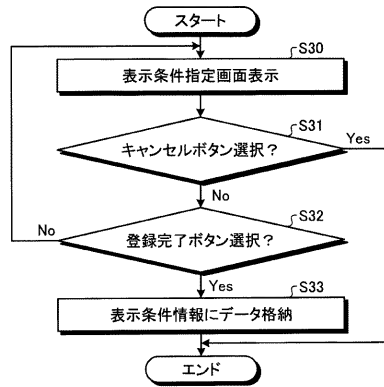 スタート
S30
表示条件指定画面表示
S31
キャンセルボタン選択？
Yes
No
S32
登録完了ボタン選択？
No
Yes
S33
表示条件情報にデータ格納
エンド